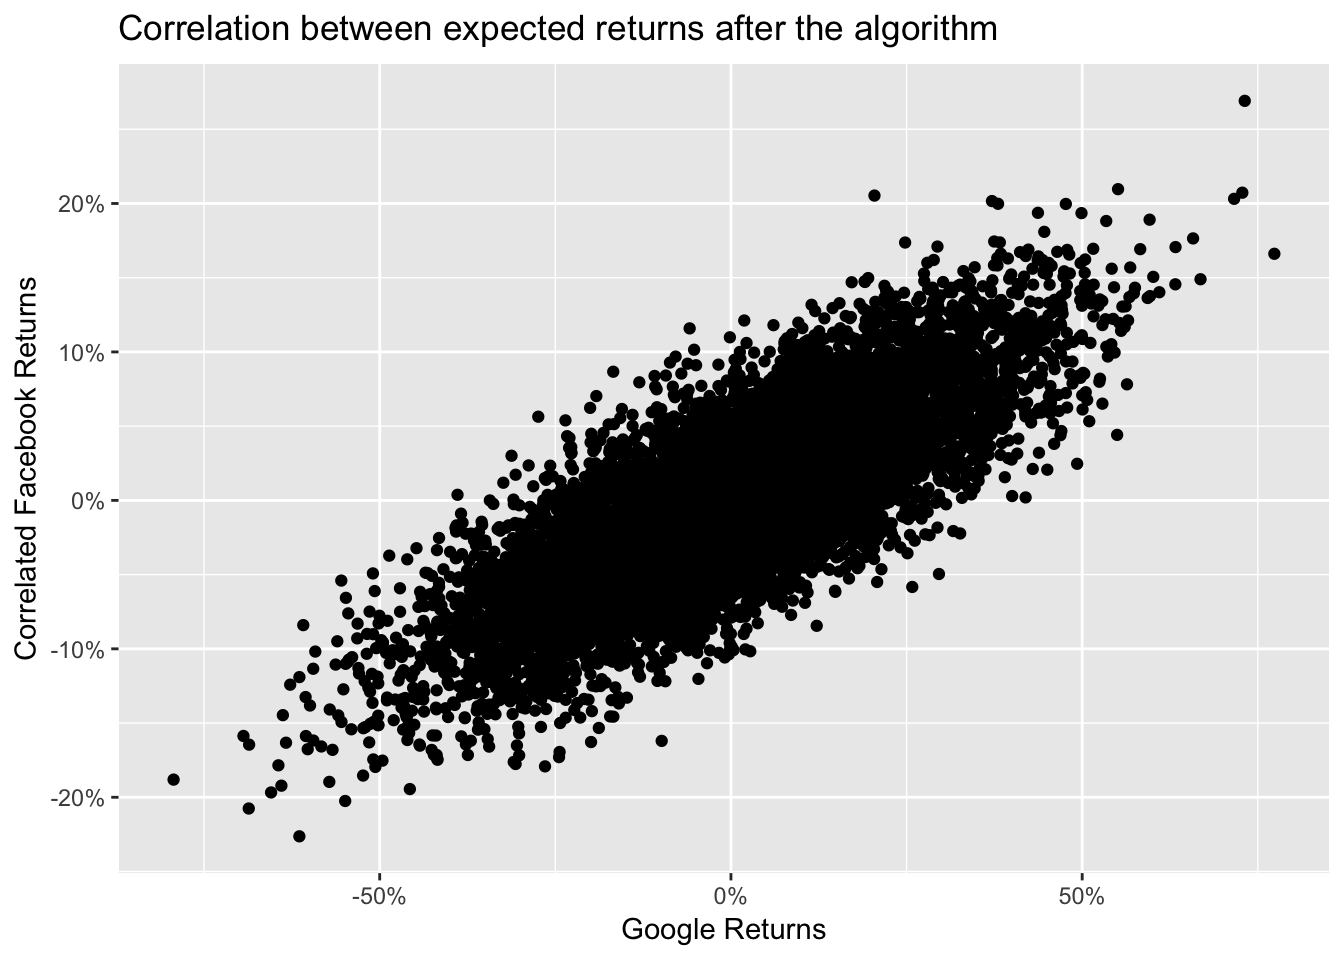 Correlation between expected returns after the algorithm
Correlated Facebook Returns
20%
10%
0%
-10%
-20%
-50%
0%
50%
Google Returns